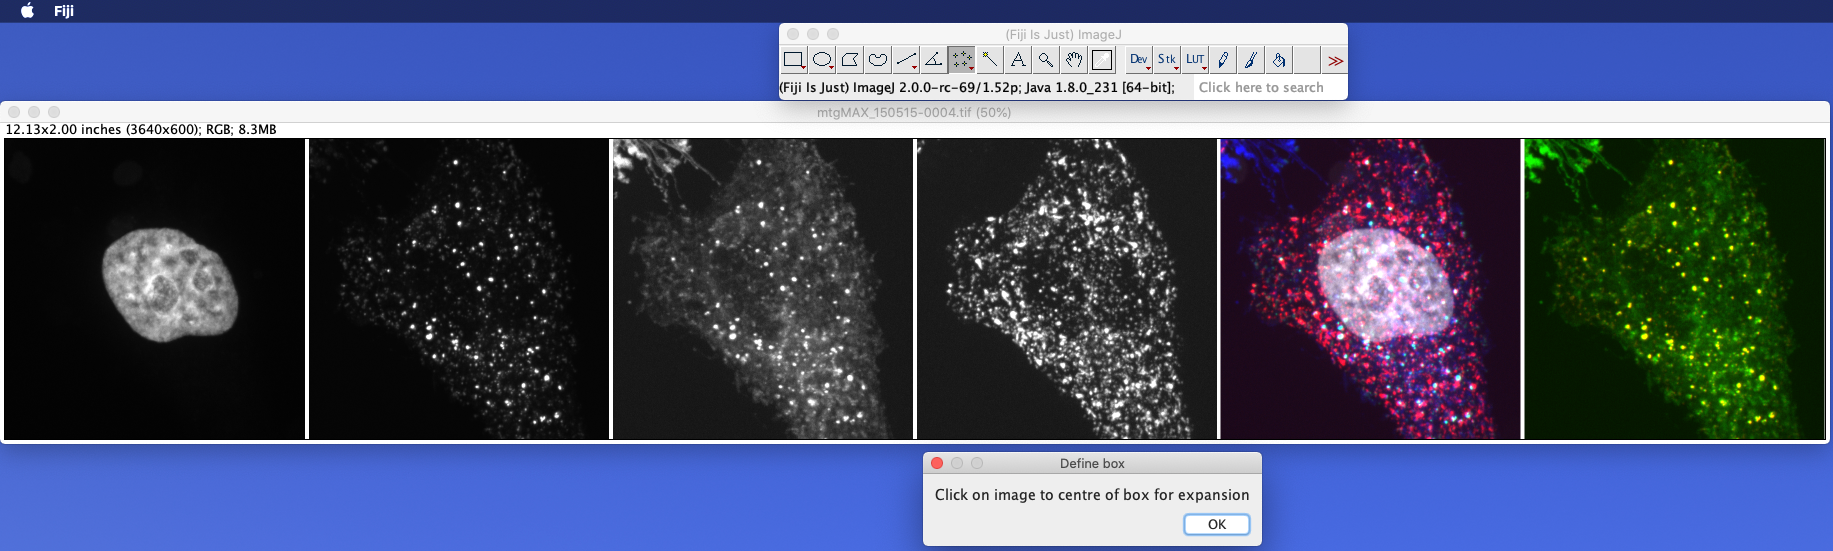 Fiji
(Fiji Is Just) ImageJ
Dev Stk LUT
(Fiji Is Just) ImageJ 2.0.0-rc-69/1.52p; Java 1.8.0_231 [64-bit];
Click here to search
mtgMAX_150515-0004.tif (50%)
12.13x2.00 inches (3640x600); RGB; 8.3MB
Define box
Click on image to centre of box for expansion
OK